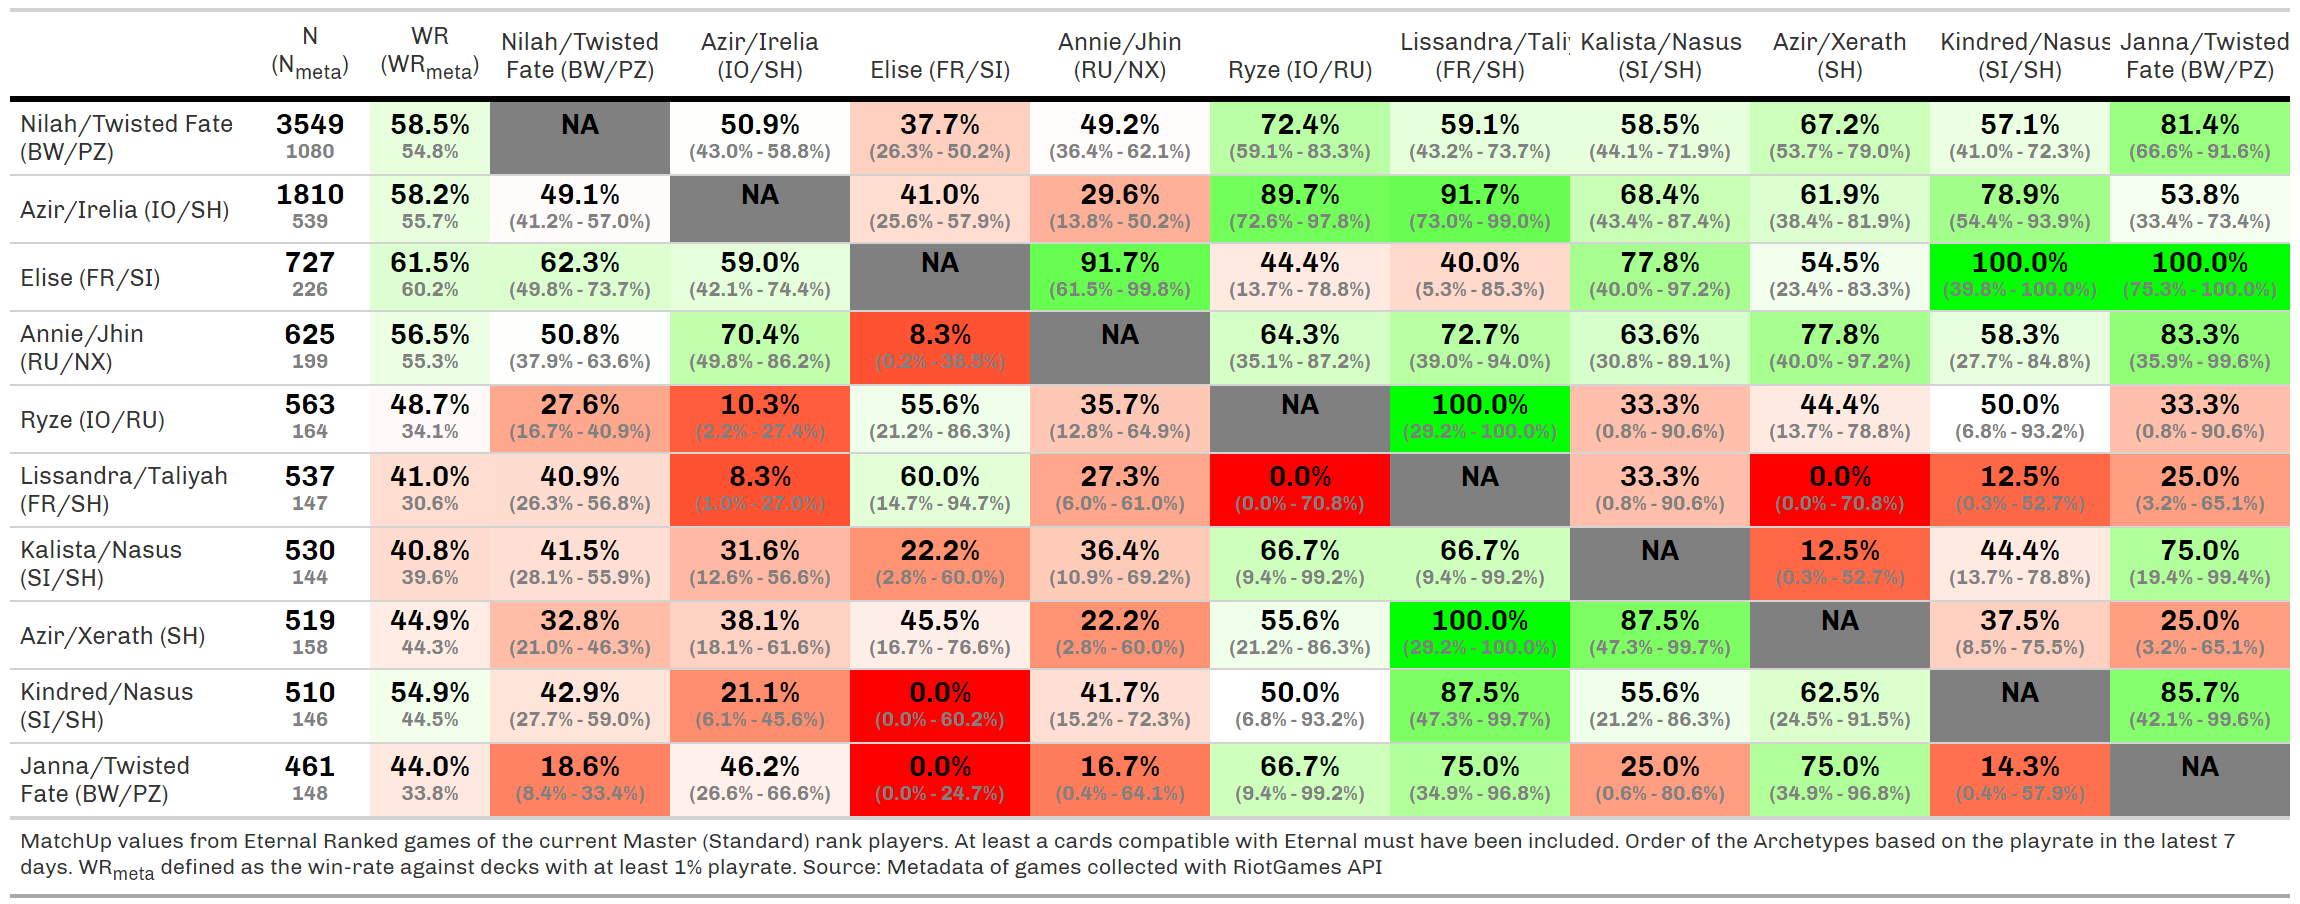 N WR Nilah/Twisted Azir/Irelia Annie/Jhin Lissandra/Tali Kalista/Nasus Azir/Xerath Kindred/Nasus Janna/Twisted
(Nmeta) (WRmeta) Fate (BW/PZ) (IO/SH) Elise (FR/SI) (RU/NX) Ryze (IO/RU) (FR/SH) (SI/SH) (SH) (SI/SH) Fate (BW/PZ)
Nilah/Twisted Fate 3549 58.5% NA 50.9% 37.7% 49.2% 72.4% 59.1% 58.5% 67.2% 57.1% 81.4%
(BW/PZ) 1080 54.8% (43.0% - 58.8%) (26.3% - 50.2%) (36.4% - 62.1%) (59.1% - 83.3%) (43.2% - 73.7%) (44.1% - 71.9%) (53.7% - 79.0%) (41.0% - 72.3%) (66.6% - 91.6%)
Azir/Irelia (IO/SH) 1810 58.2% 49.1% NA 41.0% 29.6% 89.7% 91.7% 68.4% 61.9% 78.9% 53.8%
539 55.7% (41.2% - 57.0%) (25.6% - 57.9%) (13.8% - 50.2%) (72.6% - 97.8%) (73.0% - 99.0%) (43.4% - 87.4%) (38.4% - 81.9%) (54.4% - 93.9%) (33.4% - 73.4%)
Elise (FR/SI) 727 61.5% 62.3% 59.0% NA 91.7% 44.4% 40.0% 77.8% 54.5% 100.0% 100.0%
226 60.2% (49.8% - 73.7%) (42.1% - 74.4%) (61.5% - 99.8%) (13.7% - 78.8%) (5.3% - 85.3%) (40.0% - 97.2%) (23.4% - 83.3%) (39.8% - 100.0%) (75.3% - 100.0%)
Annie/Jhin 625 56.5% 50.8% 70.4% 8.3% NA 64.3% 72.7% 63.6% 77.8% 58.3% 83.3%
(RU/NX) 199 55.3% (37.9% - 63.6%) (49.8% - 86.2%) (0.2% - 38.5%) (35.1% - 87.2%) (39.0% - 94.0%) (30.8% - 89.1%) (40.0% - 97.2%) (27.7% - 84.8%) (35.9% - 99.6%)
Ryze (IO/RU) 563 48.7% 27.6% 10.3% 55.6% 35.7% NA 100.0% 33.3% 44.4% 50.0% 33.3%
164 34.1% (16.7% - 40.9%) (2.2% - 27.4%) (21.2% - 86.3%) (12.8% - 64.9%) (29.2% - 100.0%) (0.8% - 90.6%) (13.7% - 78.8%) (6.8% - 93.2%) (0.8% - 90.6%)
Lissandra/Taliyah 537 41.0% 40.9% 8.3% 60.0% 27.3% 0.0% NA 33.3% 0.0% 12.5% 25.0%
(FR/SH) 147 30.6% (26.3% - 56.8%) (1.0% - 27.0%) (14.7% - 94.7%) (6.0% - 61.0%) (0.0% - 70.8%) (0.8% - 90.6%) (0.0% - 70.8%) (0.3% - 52.7%) (3.2% - 65.1%)
Kalista/Nasus 530 40.8% 41.5% 31.6% 22.2% 36.4% 66.7% 66.7% NA 12.5% 44.4% 75.0%
(SI/SH) 144 39.6% (28.1% - 55.9%) (12.6% - 56.6%) (2.8% - 60.0%) (10.9% - 69.2%) (9.4% - 99.2%) (9.4% - 99.2%) (0.3% - 52.7%) (13.7% - 78.8%) (19.4% - 99.4%)
Azir/Xerath (SH) 519 44.9% 32.8% 38.1% 45.5% 22.2% 55.6% 100.0% 87.5% NA 37.5% 25.0%
158 44.3% (21.0% - 46.3%) (18.1% - 61.6%) (16.7% - 76.6%) (2.8% - 60.0%) (21.2% - 86.3%) (29.2% - 100.0%) (47.3% - 99.7%) (8.5% - 75.5%) (3.2% - 65.1%)
Kindred/Nasus 510 54.9% 42.9% 21.1% 0.0% 41.7% 50.0% 87.5% 55.6% 62.5% NA 85.7%
(SI/SH) 146 44.5% (27.7% - 59.0%) (6.1% - 45.6%) (0.0% - 60.2%) (15.2% - 72.3%) (6.8% - 93.2%) (47.3% - 99.7%) (21.2% - 86.3%) (24.5% - 91.5%) (42.1% - 99.6%)
Janna/Twisted 461 44.0% 18.6% 46.2% 0.0% 16.7% 66.7% 75.0% 25.0% 75.0% 14.3% NA
Fate (BW/PZ) 148 33.8% (8.4% - 33.4%) (26.6% - 66.6%) (0.0% - 24.7%) (0.4% - 64.1%) (9.4% - 99.2%) (34.9% - 96.8%) (0.6% - 80.6%) (34.9% - 96.8%) (0.4% - 57.9%)
MatchUp values from Eternal Ranked games of the current Master (Standard) rank players. At least a cards compatible with Eternal must have been included. Order of the Archetypes based on the playrate in the latest 7
days. WRmeta defined as the win-rate against decks with at least 1% playrate. Source: Metadata of games collected with RiotGames API